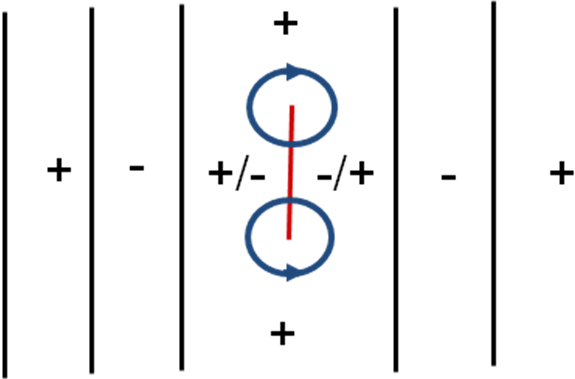 +
+ - +/- -/+ - +
+